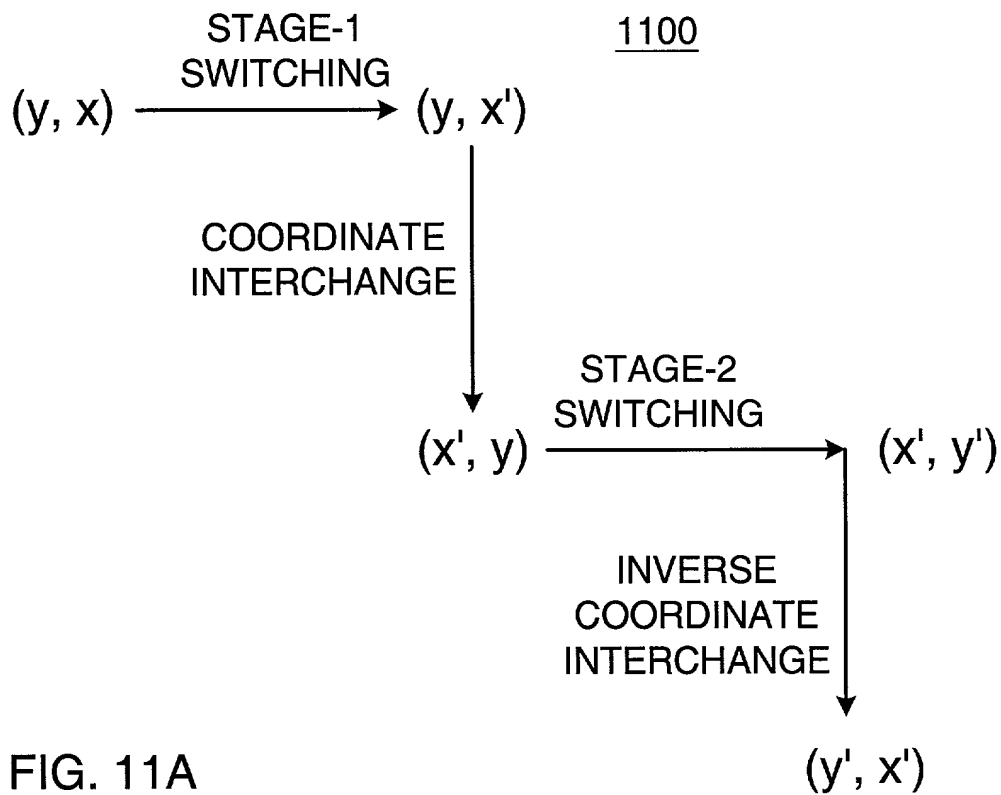 1100
STAGE-1
SWITCHING
(y, x)
(y, x')
COORDINATE
INTERCHANGE
STAGE-2
SWITCHING
(x', y)
(x', y')
INVERSE
COORDINATE
INTERCHANGE
(y', x')
FIG. 11A